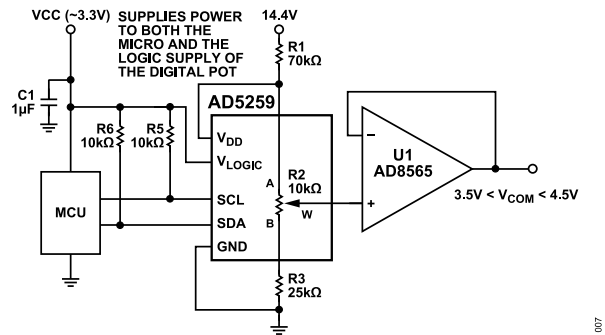 VCC (~3.3V)
SUPPLIES POWER
TO BOTH THE
MICRO AND THE
LOGIC SUPPLY OF
THE DIGITAL POT
14.4V
R1
70kΩ
C1
1µF
R6
10kΩ
R5
10kΩ
AD5259
VDD
VLOGIC
SCL
SDA
GND
MCU
A
R2
10kΩ
W
B
R3
25kΩ
−
+
U1
AD8565
3.5V < VCOM < 4.5V
007